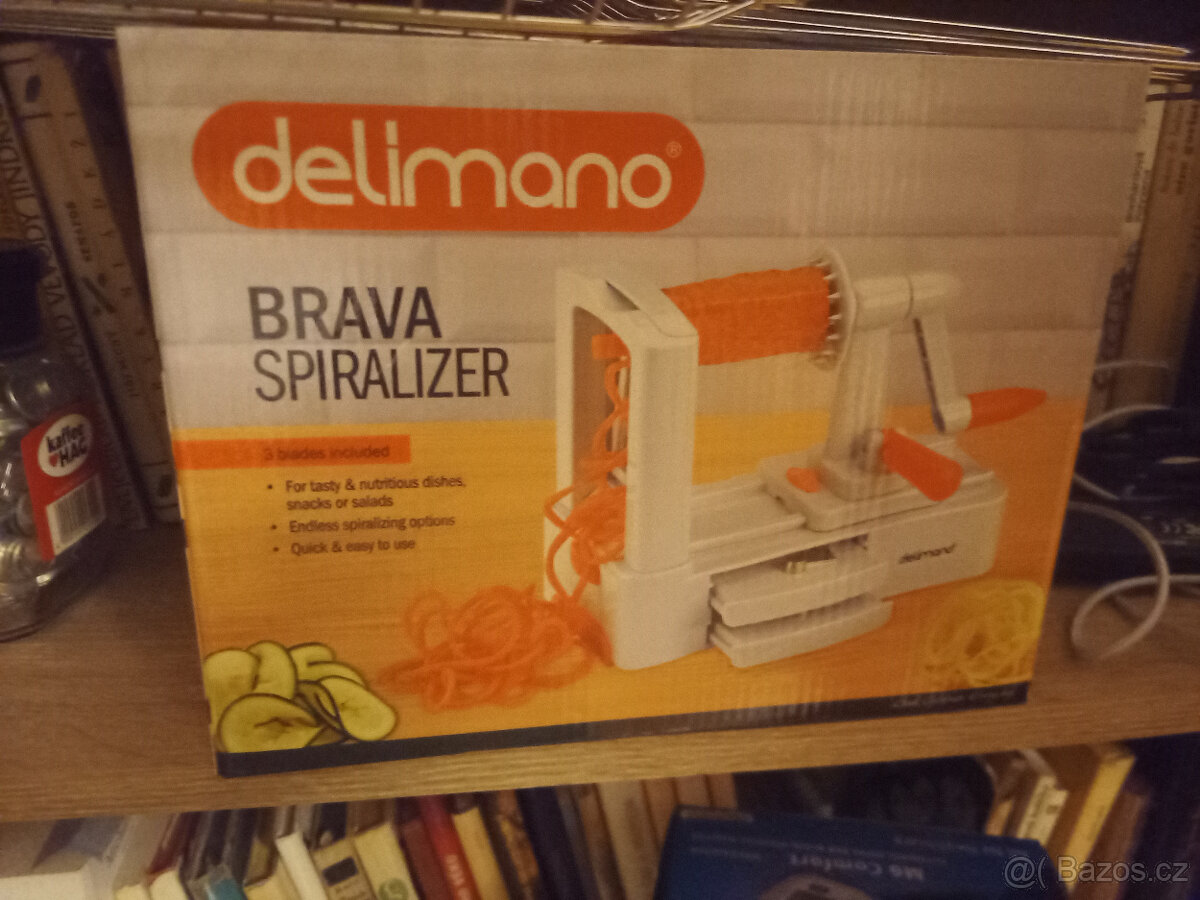 delimano®
BRAVA
SPIRALIZER
3 blades included
• For tasty & nutritious dishes,
snacks or salads
• Endless spiralizing options
• Quick & easy to use
delimano
kaffee
HAG
M6 Comfort
@( Bazos.cz